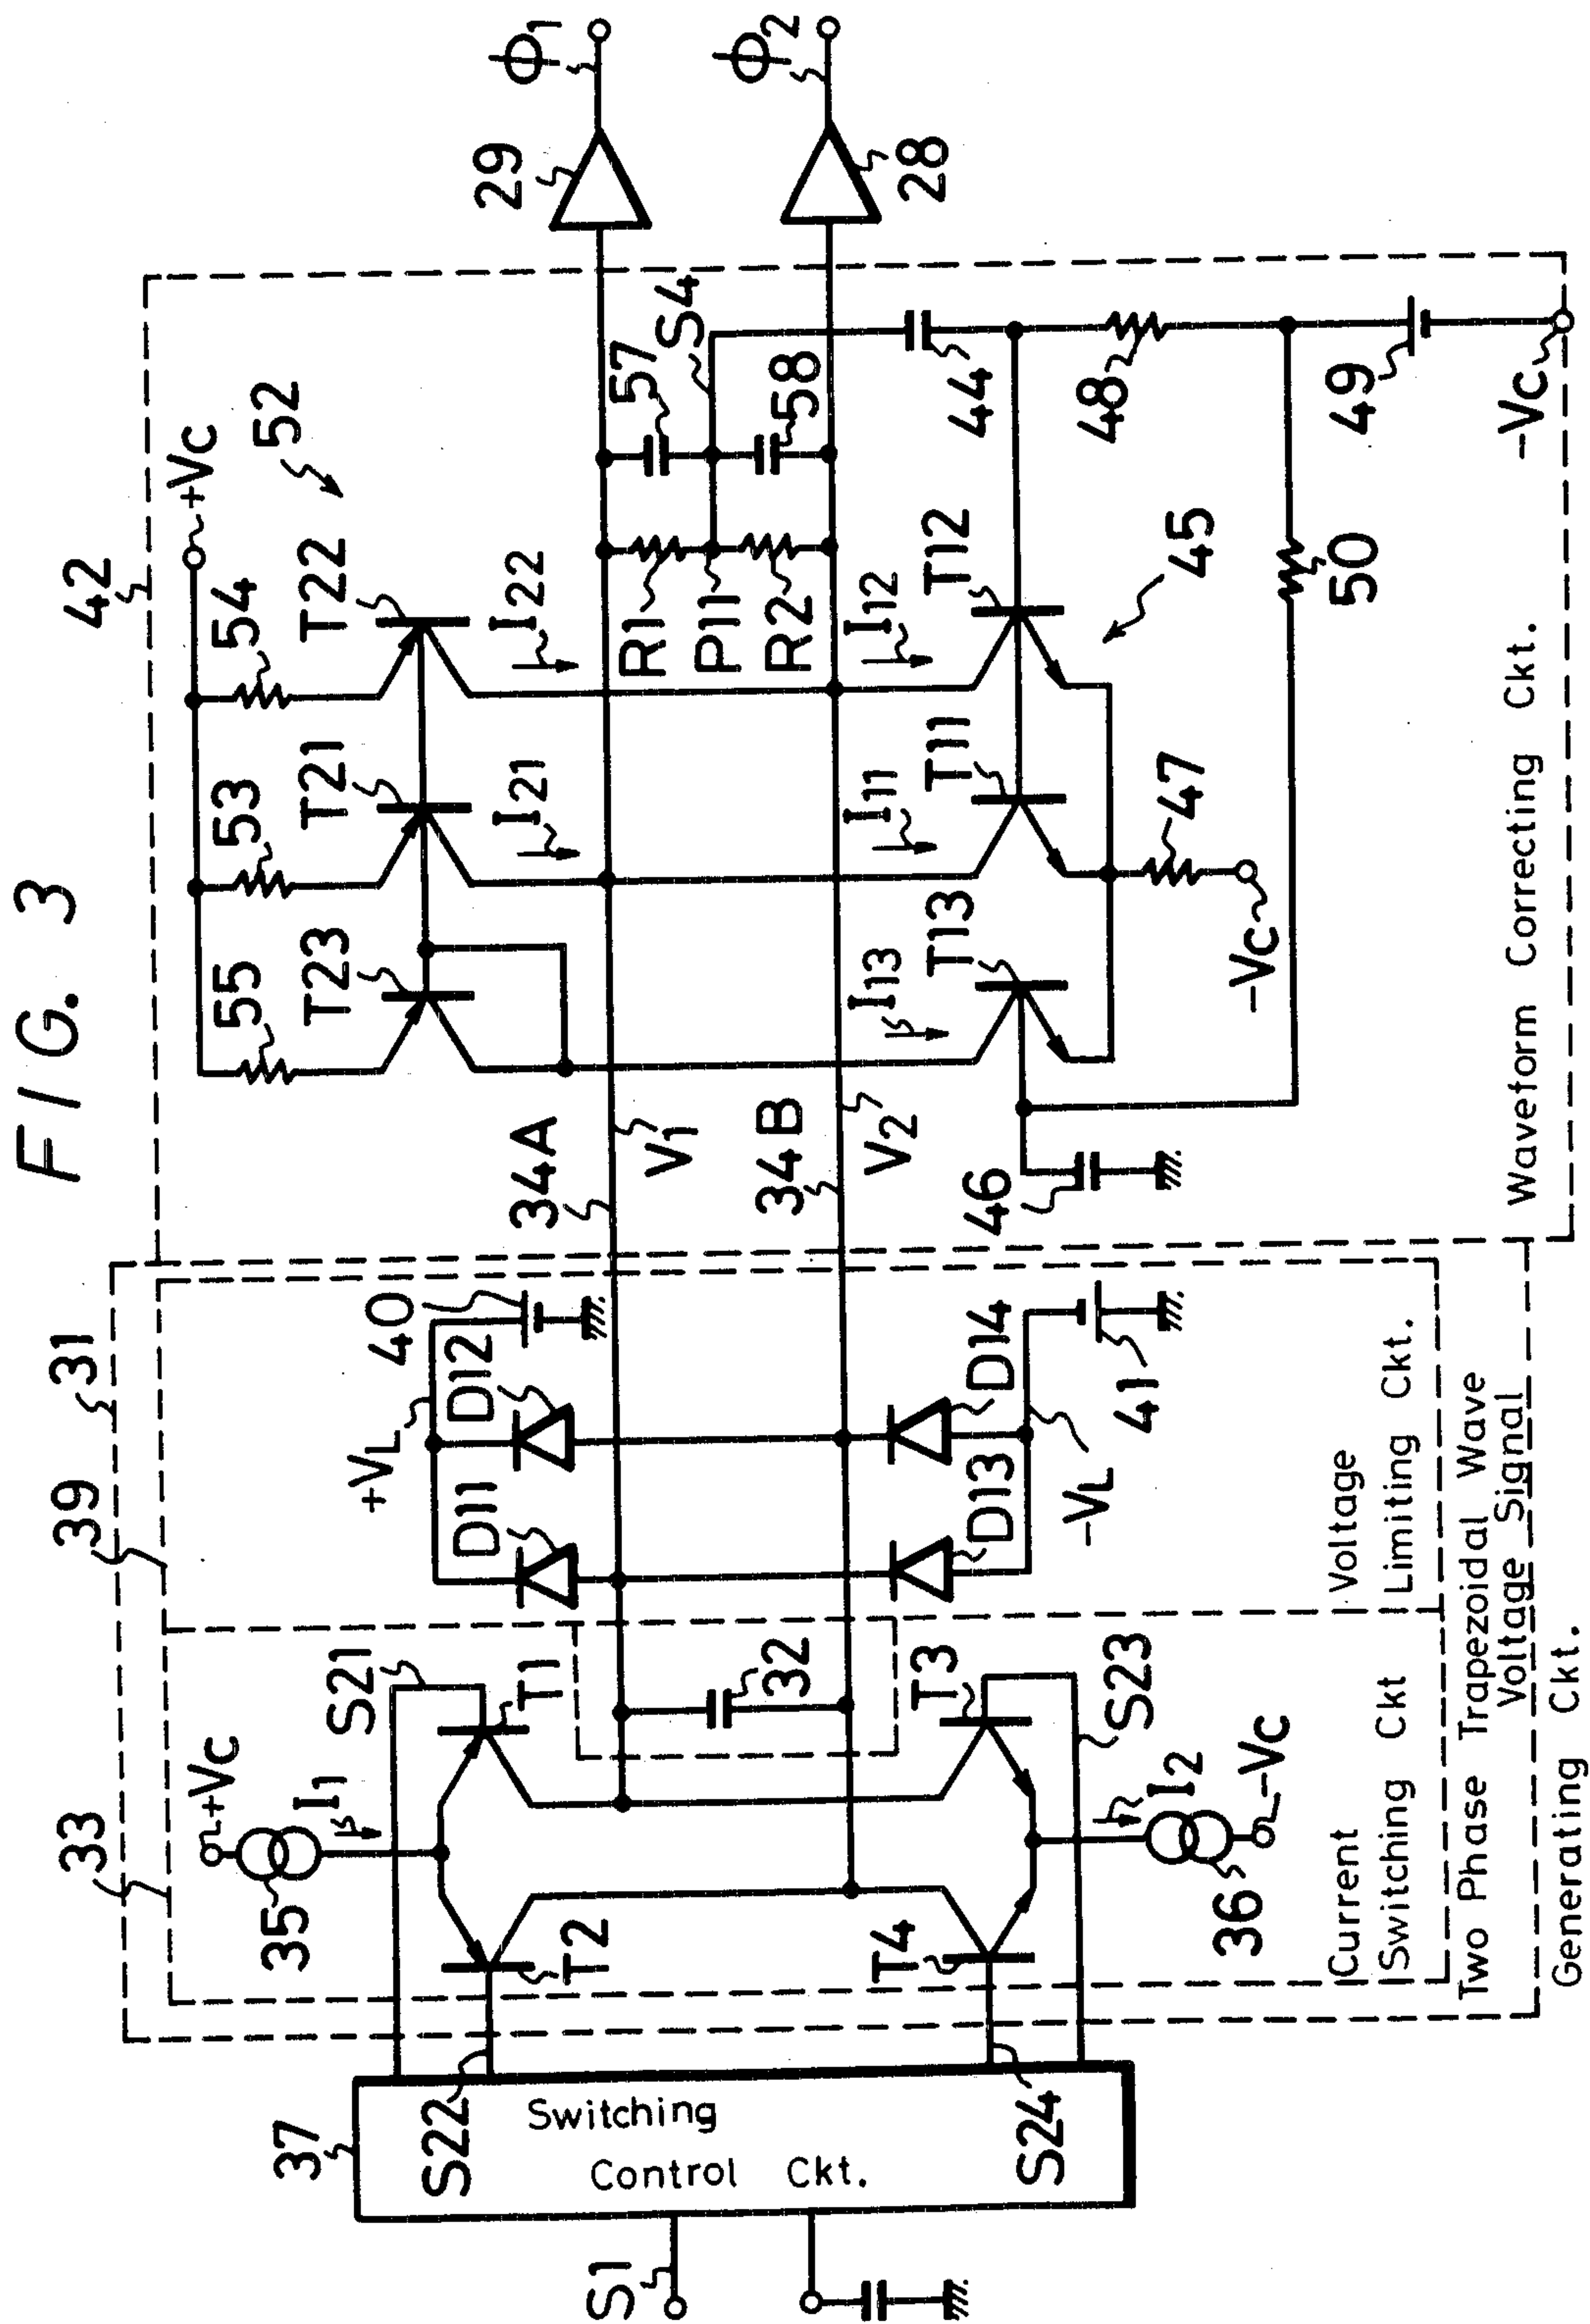 FIG. 3
42
31
39
33
37
S1
Switching
Control Ckt.
S22
S24
35
+Vc
I1
S21
T2
T1
32
T4
T3
S23
36
I2
-Vc
Current
Switching Ckt
+VL
40
D11
D12
D13
D14
-VL
41
Voltage
Limiting Ckt.
Two Phase Trapezoidal Wave
Voltage Signal
Generating Ckt.
34A
V1
34B
V2
55
53
54
+Vc
52
T23
T21
T22
I21
I22
R1
P11
R2
57
S4
58
29
ϕ1
28
ϕ2
I13
I11
I12
T13
T11
T12
46
47
-Vc
45
44
48
50
49
-Vc
Waveform Correcting Ckt.